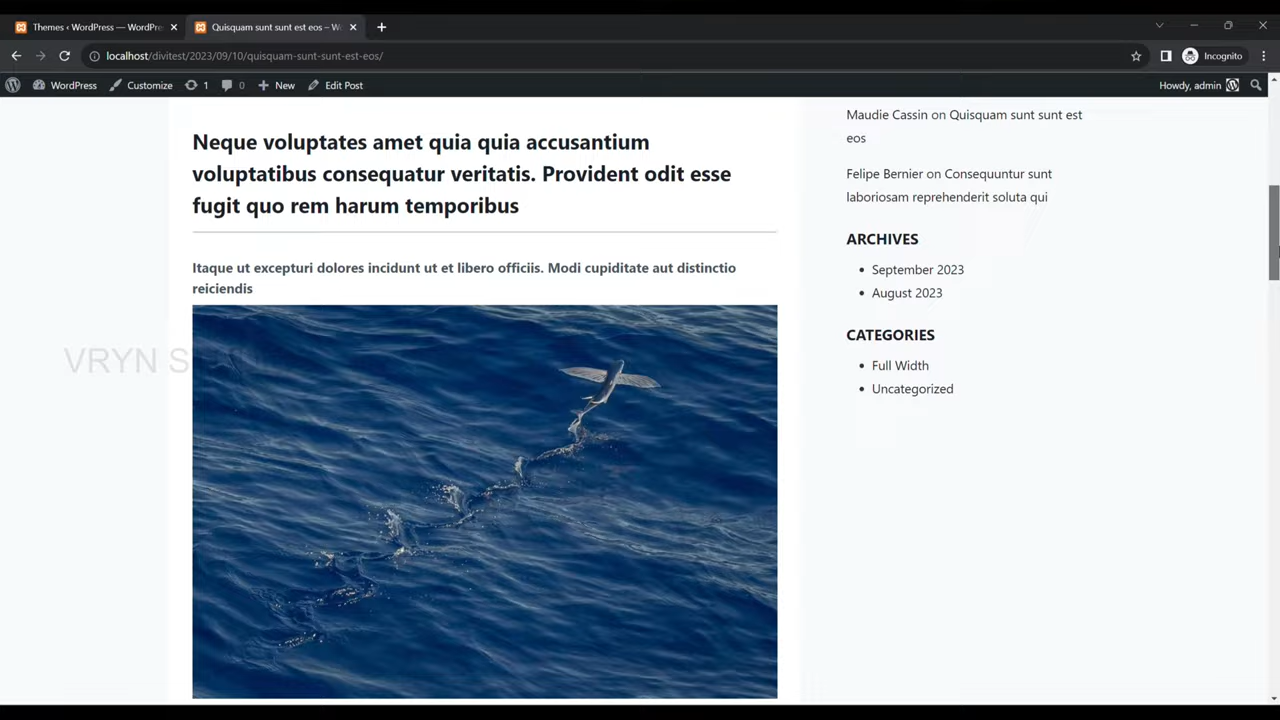 Themes ‹ WordPress — WordPre
Quisquam sunt sunt est eos – W
localhost/divitest/2023/09/10/quisquam-sunt-sunt-est-eos/
Incognito
WordPress
Customize
1
0
New
Edit Post
Howdy, admin
Neque voluptates amet quia quia accusantium
voluptatibus consequatur veritatis. Provident odit esse
fugit quo rem harum temporibus
Itaque ut excepturi dolores incidunt ut et libero officiis. Modi cupiditate aut distinctio
reiciendis
VRYN S
Maudie Cassin on Quisquam sunt sunt est
eos
Felipe Bernier on Consequuntur sunt
laboriosam reprehenderit soluta qui
ARCHIVES
September 2023
August 2023
CATEGORIES
Full Width
Uncategorized